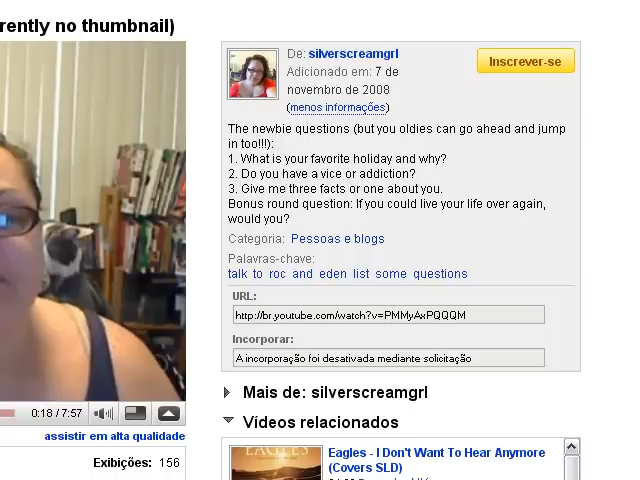 rently no thumbnail)
De: silverscreamgrl
Adicionado em: 7 de
novembro de 2008
(menos informações)
Inscrever-se
The newbie questions (but you oldies can go ahead and jump
in too!!!):
1. What is your favorite holiday and why?
2. Do you have a vice or addiction?
3. Give me three facts or one about you.
Bonus round question: If you could live your life over again,
would you?
Categoria: Pessoas e blogs
Palavras-chave:
talk to roc and eden list some questions
URL:
http://br.youtube.com/watch?v=PMMyAxPQQQM
Incorporar:
A incorporação foi desativada mediante solicitação
0:18 / 7:57
assistir em alta qualidade
Exibições: 156
Mais de: silverscreamgrl
Vídeos relacionados
EAGLES
Eagles - I Don't Want To Hear Anymore
(Covers SLD)